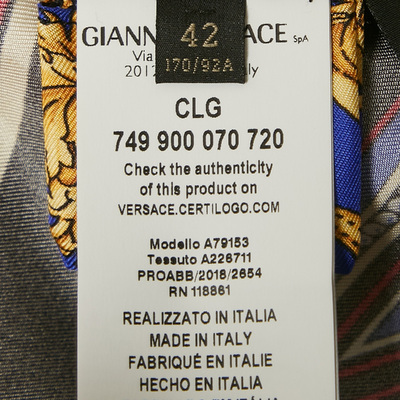 GIANN ACE SpA
42
Via
2012 ly
170/92A
CLG
749 900 070 720
Check the authenticity
of this product on
VERSACE.CERTILOGO.COM
Modello A79153
Tessuto A226711
PROABB/2018/2654
RN 118861
REALIZZATO IN ITALIA
MADE IN ITALY
FABRIQUÉ EN ITALIE
HECHO EN ITALIA